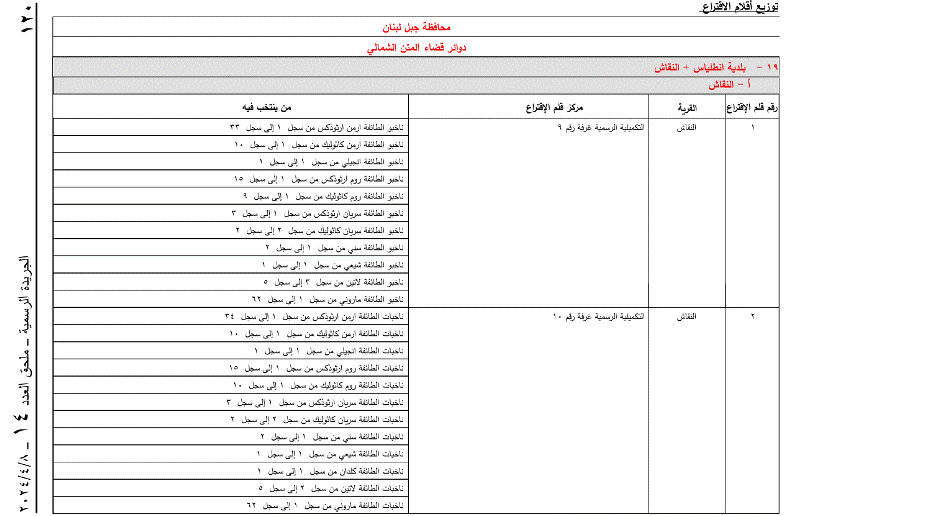 توزيع أقلام الاقتراع
محافظة جبل لبنان
دوائر قضاء المتن الشمالي
١٩ - بلدية انطلياس + النقاش
أ - النقاش
رقم قلم الإقتراع القرية مركز قلم الإقتراع من ينتخب فيه
١ النقاش التكميلية الرسمية غرفة رقم ٩ ناخبو الطائفة ارمن ارثوذكس من سجل ١ إلى سجل ٣٣
ناخبو الطائفة ارمن كاثوليك من سجل ١ إلى سجل ١٠
ناخبو الطائفة انجيلي من سجل ١ إلى سجل ١
ناخبو الطائفة روم ارثوذكس من سجل ١ إلى سجل ١٥
ناخبو الطائفة روم كاثوليك من سجل ١ إلى سجل ٩
ناخبو الطائفة سريان ارثوذكس من سجل ١ إلى سجل ٣
ناخبو الطائفة سريان كاثوليك من سجل ٢ إلى سجل ٢
ناخبو الطائفة سني من سجل ١ إلى سجل ٢
ناخبو الطائفة شيعي من سجل ١ إلى سجل ١
ناخبو الطائفة لاتين من سجل ٣ إلى سجل ٥
ناخبو الطائفة ماروني من سجل ١ إلى سجل ٦٢
٢ النقاش التكميلية الرسمية غرفة رقم ١٠ ناخبات الطائفة ارمن ارثوذكس من سجل ١ إلى سجل ٣٤
ناخبات الطائفة ارمن كاثوليك من سجل ١ إلى سجل ١٠
ناخبات الطائفة انجيلي من سجل ١ إلى سجل ١
ناخبات الطائفة روم ارثوذكس من سجل ١ إلى سجل ١٥
ناخبات الطائفة روم كاثوليك من سجل ١ إلى سجل ١٠
ناخبات الطائفة سريان ارثوذكس من سجل ١ إلى سجل ٣
ناخبات الطائفة سريان كاثوليك من سجل ٢ إلى سجل ٢
ناخبات الطائفة سني من سجل ١ إلى سجل ٢
ناخبات الطائفة شيعي من سجل ١ إلى سجل ١
ناخبات الطائفة كلدان من سجل ١ إلى سجل ١
ناخبات الطائفة لاتين من سجل ٢ إلى سجل ٥
ناخبات الطائفة ماروني من سجل ١ إلى سجل ٦٢
١٢٠
الجريدة الرسمية – ملحق العدد ١٤ – ٢٠٢٤/٤/٨